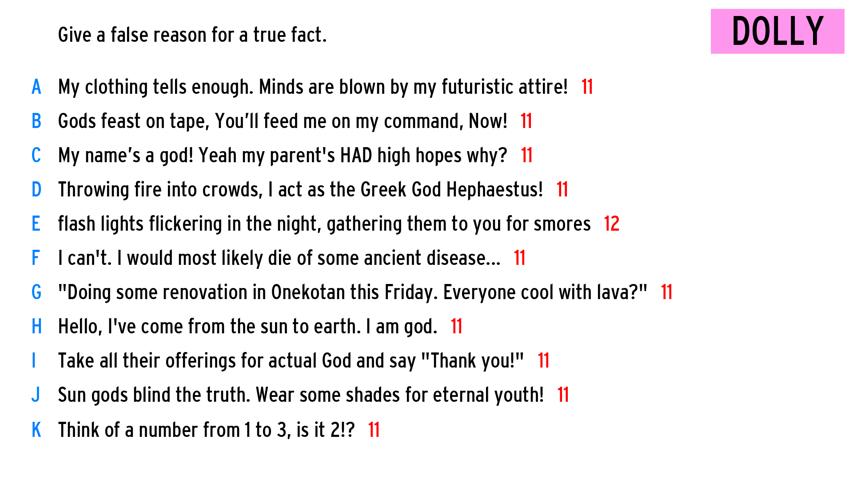 Give a false reason for a true fact.
DOLLY
A My clothing tells enough. Minds are blown by my futuristic attire! 11
B Gods feast on tape, You'll feed me on my command, Now! 11
C My name's a god! Yeah my parent's HAD high hopes why? 11
D Throwing fire into crowds, I act as the Greek God Hephaestus! 11
E flash lights flickering in the night, gathering them to you for smores 12
F I can't. I would most likely die of some ancient disease... 11
G "Doing some renovation in Onekotan this Friday. Everyone cool with lava?" 11
H Hello, I've come from the sun to earth. I am god. 11
I Take all their offerings for actual God and say "Thank you!" 11
J Sun gods blind the truth. Wear some shades for eternal youth! 11
K Think of a number from 1 to 3, is it 2!? 11